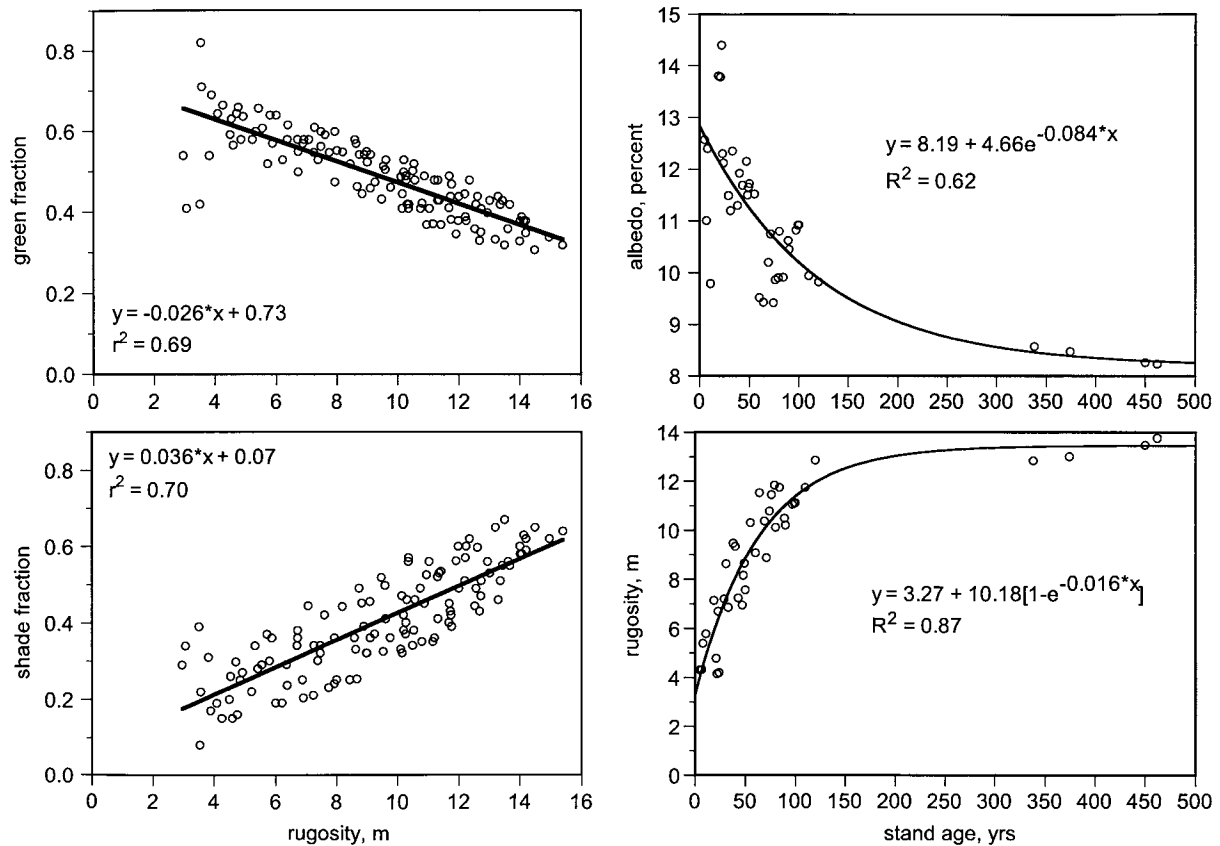 0.8
0.6
0.4
0.2
0.0
green fraction
y = -0.026*x + 0.73
r2 = 0.69
0 2 4 6 8 10 12 14 16
15
14
13
12
11
10
9
8
albedo, percent
y = 8.19 + 4.66e-0.084*x
R2 = 0.62
0 50 100 150 200 250 300 350 400 450 500
0.8
0.6
0.4
0.2
0.0
shade fraction
y = 0.036*x + 0.07
r2 = 0.70
0 2 4 6 8 10 12 14 16
rugosity, m
14
12
10
8
6
4
2
0
rugosity, m
y = 3.27 + 10.18[1-e-0.016*x]
R2 = 0.87
0 50 100 150 200 250 300 350 400 450 500
stand age, yrs